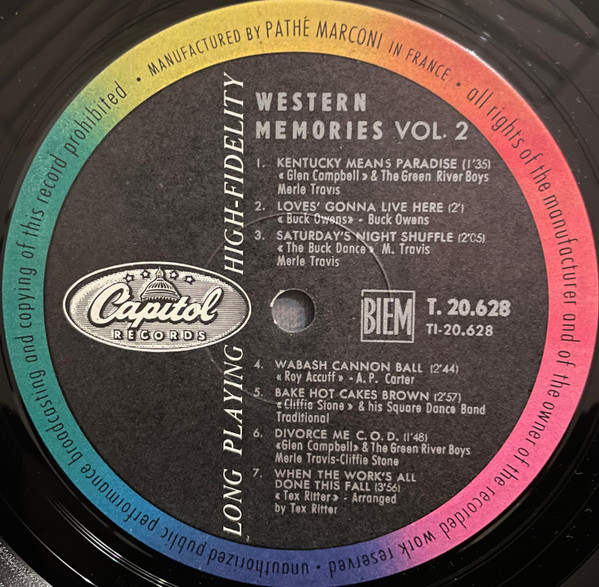 • MANUFACTURED BY PATHÉ MARCONI IN FRANCE •
all rights of the manufacturer and of the owner of the recorded work reserved •
unauthorized public performance broadcasting and copying of this record prohibited
LONG PLAYING HIGH-FIDELITY
WESTERN
MEMORIES VOL. 2
1. KENTUCKY MEANS PARADISE (1'35)
« Glen Campbell » & The Green River Boys
Merle Travis
2. LOVES' GONNA LIVE HERE (2')
« Buck Owens » - Buck Owens
3. SATURDAY'S NIGHT SHUFFLE (2'05)
« The Buck Dance » M. Travis
Merle Travis
Capitol
RECORDS
BIEM
T. 20.628
TI-20.628
4. WABASH CANNON BALL (2'44)
« Roy Accuff » - A. P. Carter
5. BAKE HOT CAKES BROWN (2'57)
« Cliffie Stone » & his Square Dance Band
Traditional
6. DIVORCE ME C.O.D. (1'48)
«Glen Campbell» & The Green River Boys
Merle Travis-Cliffie Stone
7. WHEN THE WORK'S ALL
DONE THIS FALL (3'56)
« Tex Ritter » - Arranged
by Tex Ritter